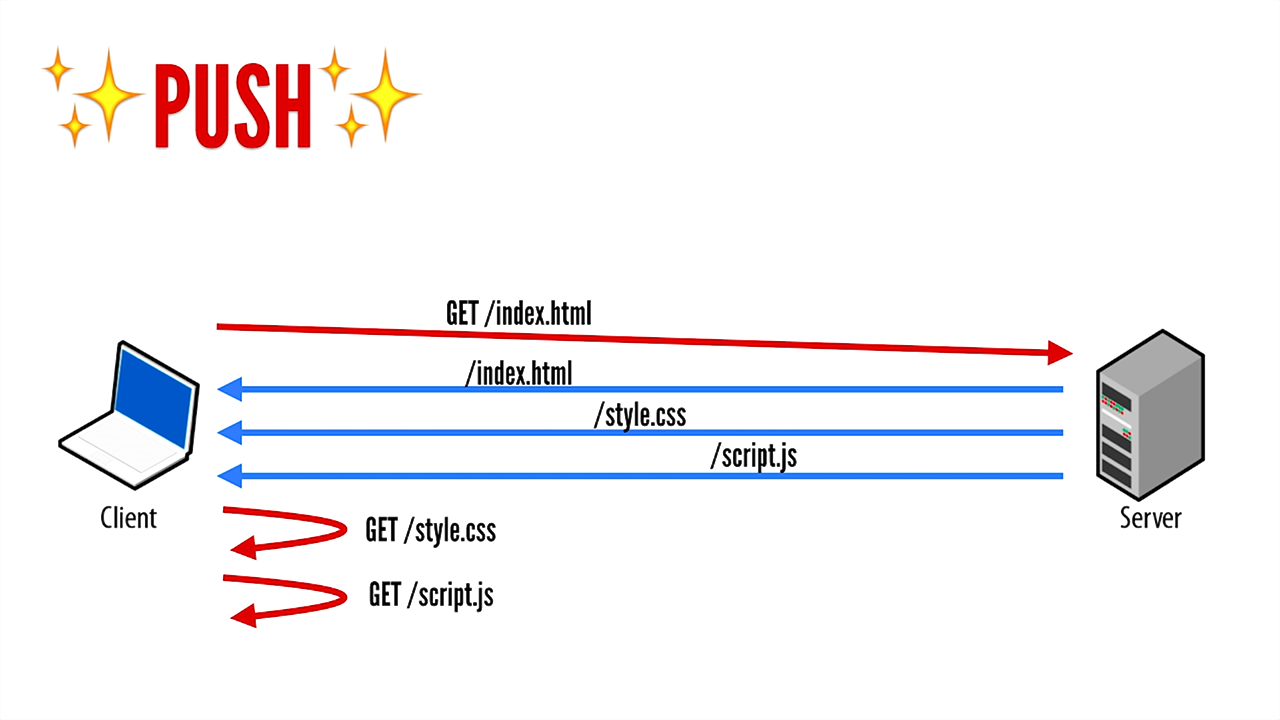 PUSH
GET /index.html
/index.html
/style.css
/script.js
Client
Server
GET /style.css
GET /script.js